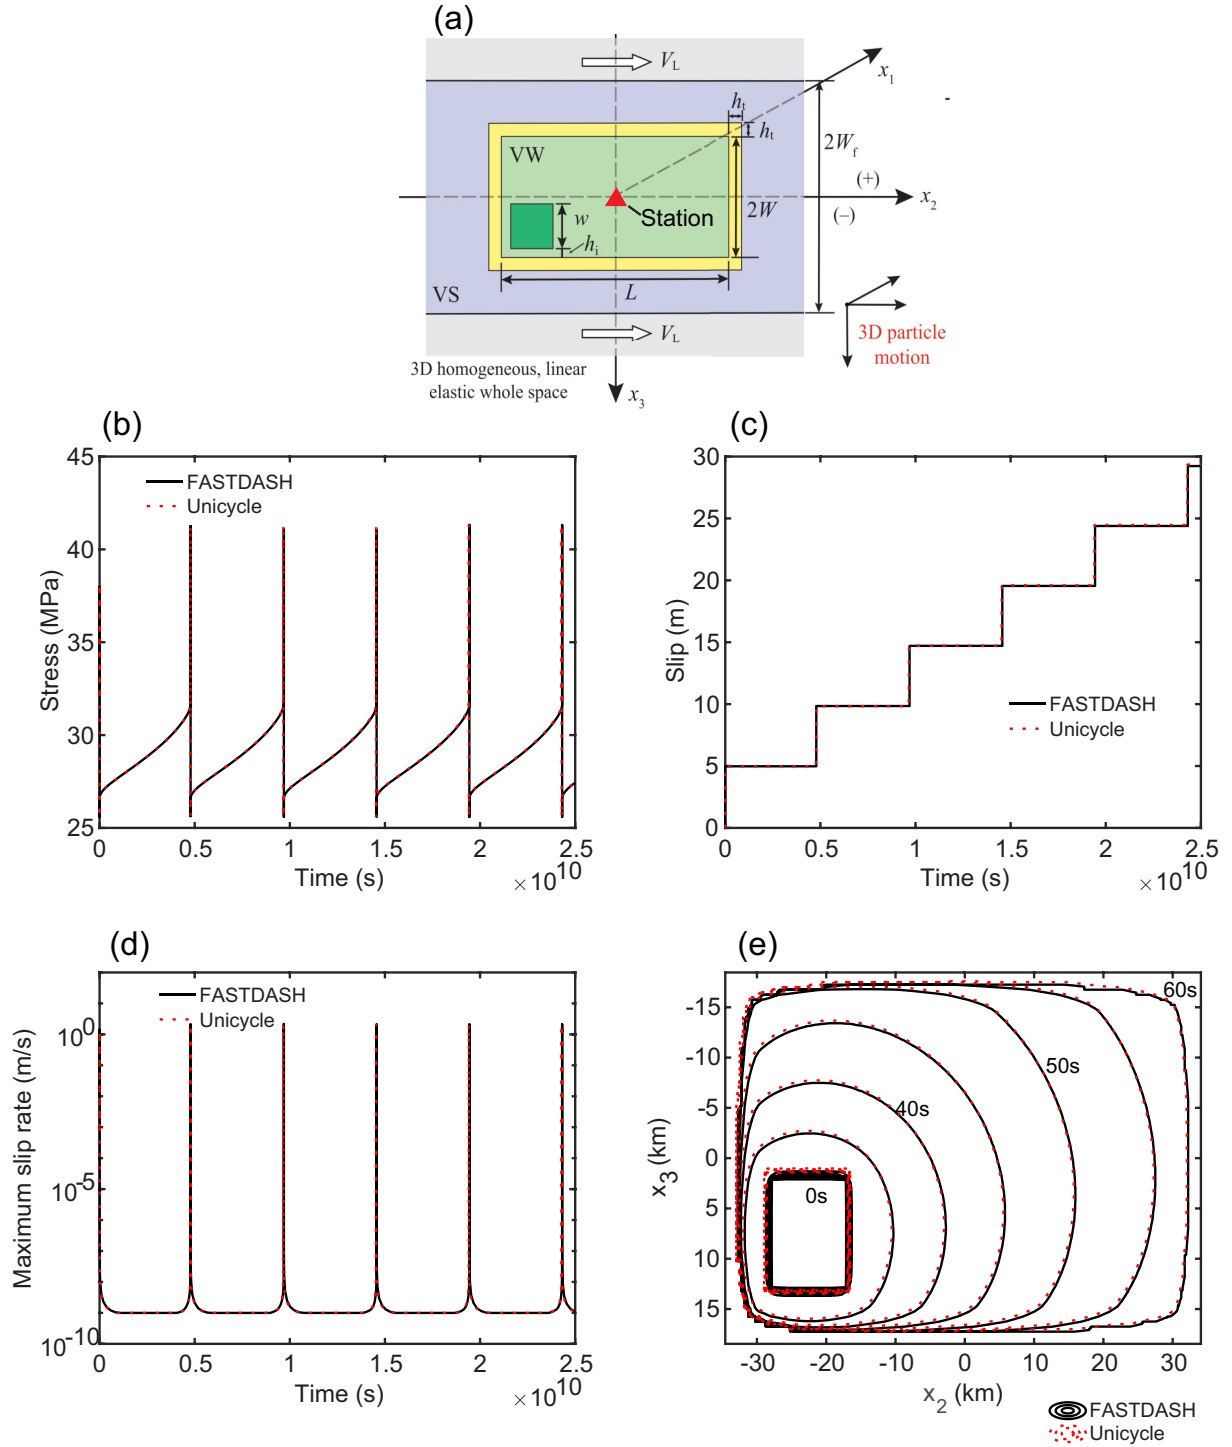 (a)
V_L
x_1
h_t
h_t
VW
2W_f
(+)
x_2
w
Station
2W
(–)
h_i
L
VS
V_L
3D particle
motion
3D homogeneous, linear
elastic whole space
x_3
(b)
45
FASTDASH
Unicycle
40
Stress (MPa)
35
30
25
0
0.5
1
1.5
2
2.5
Time (s)
× 10^10
(c)
30
25
20
Slip (m)
15
FASTDASH
Unicycle
10
5
0
0
0.5
1
1.5
2
2.5
Time (s)
× 10^10
(d)
FASTDASH
Unicycle
10^0
Maximum slip rate (m/s)
10^-5
10^-10
0
0.5
1
1.5
2
2.5
Time (s)
× 10^10
(e)
60s
-15
-10
50s
-5
40s
x_3 (km)
0
0s
5
10
15
-30
-20
-10
0
10
20
30
x_2 (km)
FASTDASH
Unicycle